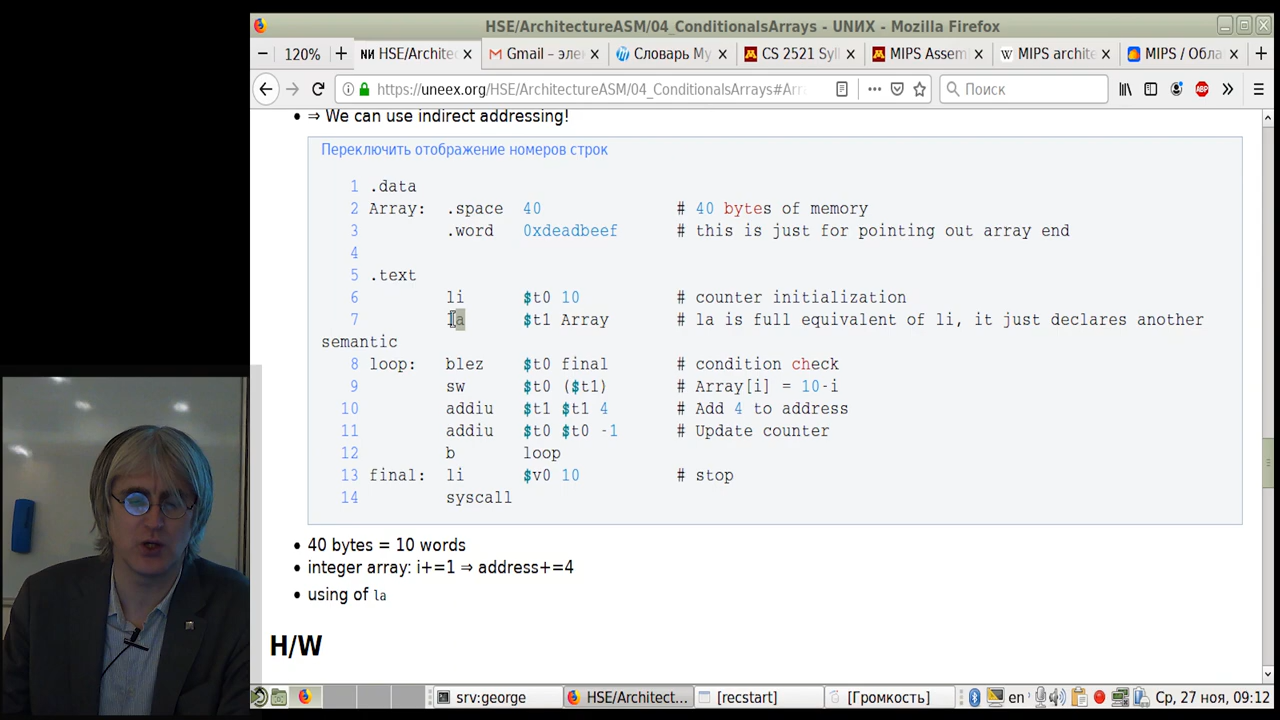 HSE/ArchitectureASM/04_ConditionalsArrays - UNИX - Mozilla Firefox
120%
ᴎИ HSE/Architec
Gmail – элек
Словарь Му
CS 2521 Syll
MIPS Assem
MIPS archite
MIPS / Обла
https://uneex.org/HSE/ArchitectureASM/04_ConditionalsArrays#Arr
Поиск
ABP
• ⇒ We can use indirect addressing!
Переключить отображение номеров строк
1 .data
2 Array: .space 40 # 40 bytes of memory
3 .word 0xdeadbeef # this is just for pointing out array end
4
5 .text
6 li $t0 10 # counter initialization
7 la $t1 Array # la is full equivalent of li, it just declares another
semantic
8 loop: blez $t0 final # condition check
9 sw $t0 ($t1) # Array[i] = 10-i
10 addiu $t1 $t1 4 # Add 4 to address
11 addiu $t0 $t0 -1 # Update counter
12 b loop
13 final: li $v0 10 # stop
14 syscall
• 40 bytes = 10 words
• integer array: i+=1 ⇒ address+=4
• using of la
H/W
srv:george
HSE/Architect...
[recstart]
[Громкость]
en
Ср, 27 ноя, 09:12